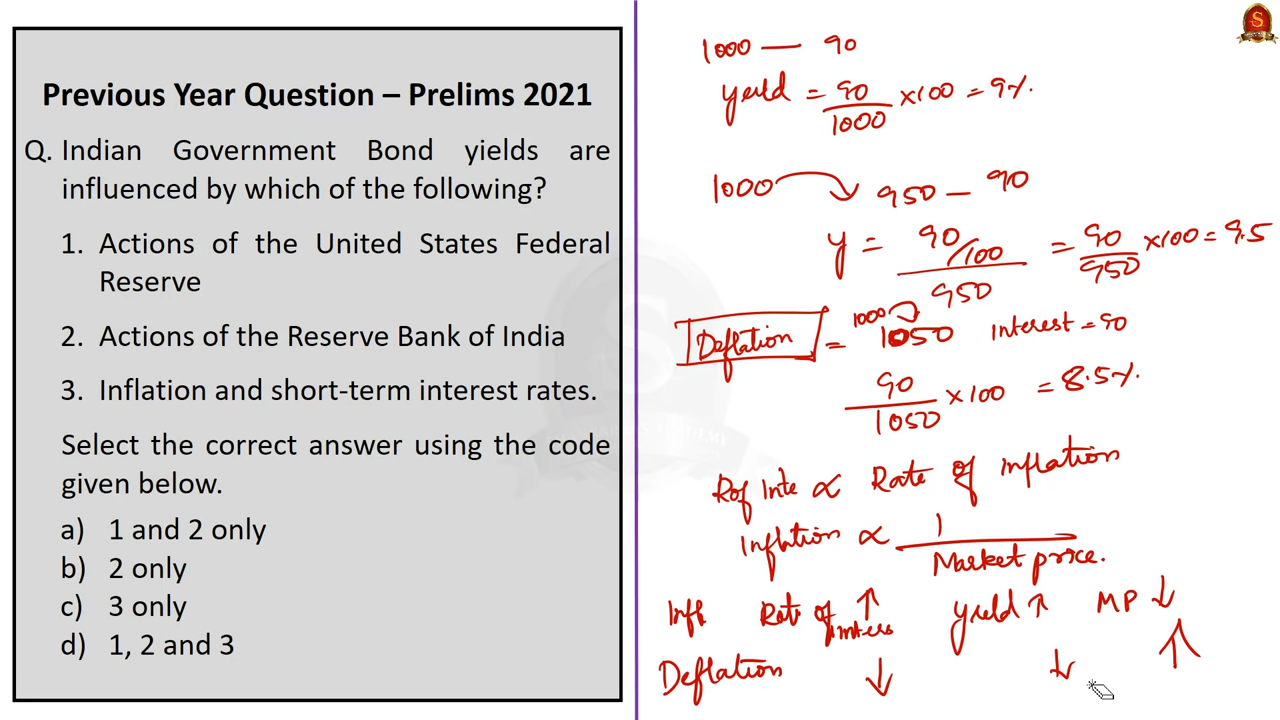 Previous Year Question – Prelims 2021
Q. Indian Government Bond yields are
influenced by which of the following?
1. Actions of the United States Federal
Reserve
2. Actions of the Reserve Bank of India
3. Inflation and short-term interest rates.
Select the correct answer using the code
given below.
a) 1 and 2 only
b) 2 only
c) 3 only
d) 1, 2 and 3
1000 — 90
yeild = 90/1000 ×100 = 9%.
1000 → 950 – 90
y = 90/100 / 950 = 90/950 ×100 = 9.5
1000
Deflation = 1050 Interest = 90
90/1050 ×100 = 8.5%.
Rof Inte ∝ Rate of Inflation
Inflation ∝ 1/Market price.
Infl Rate of ↑ yeild ↑ MP ↓
Deflation ↓ ↓ ↑